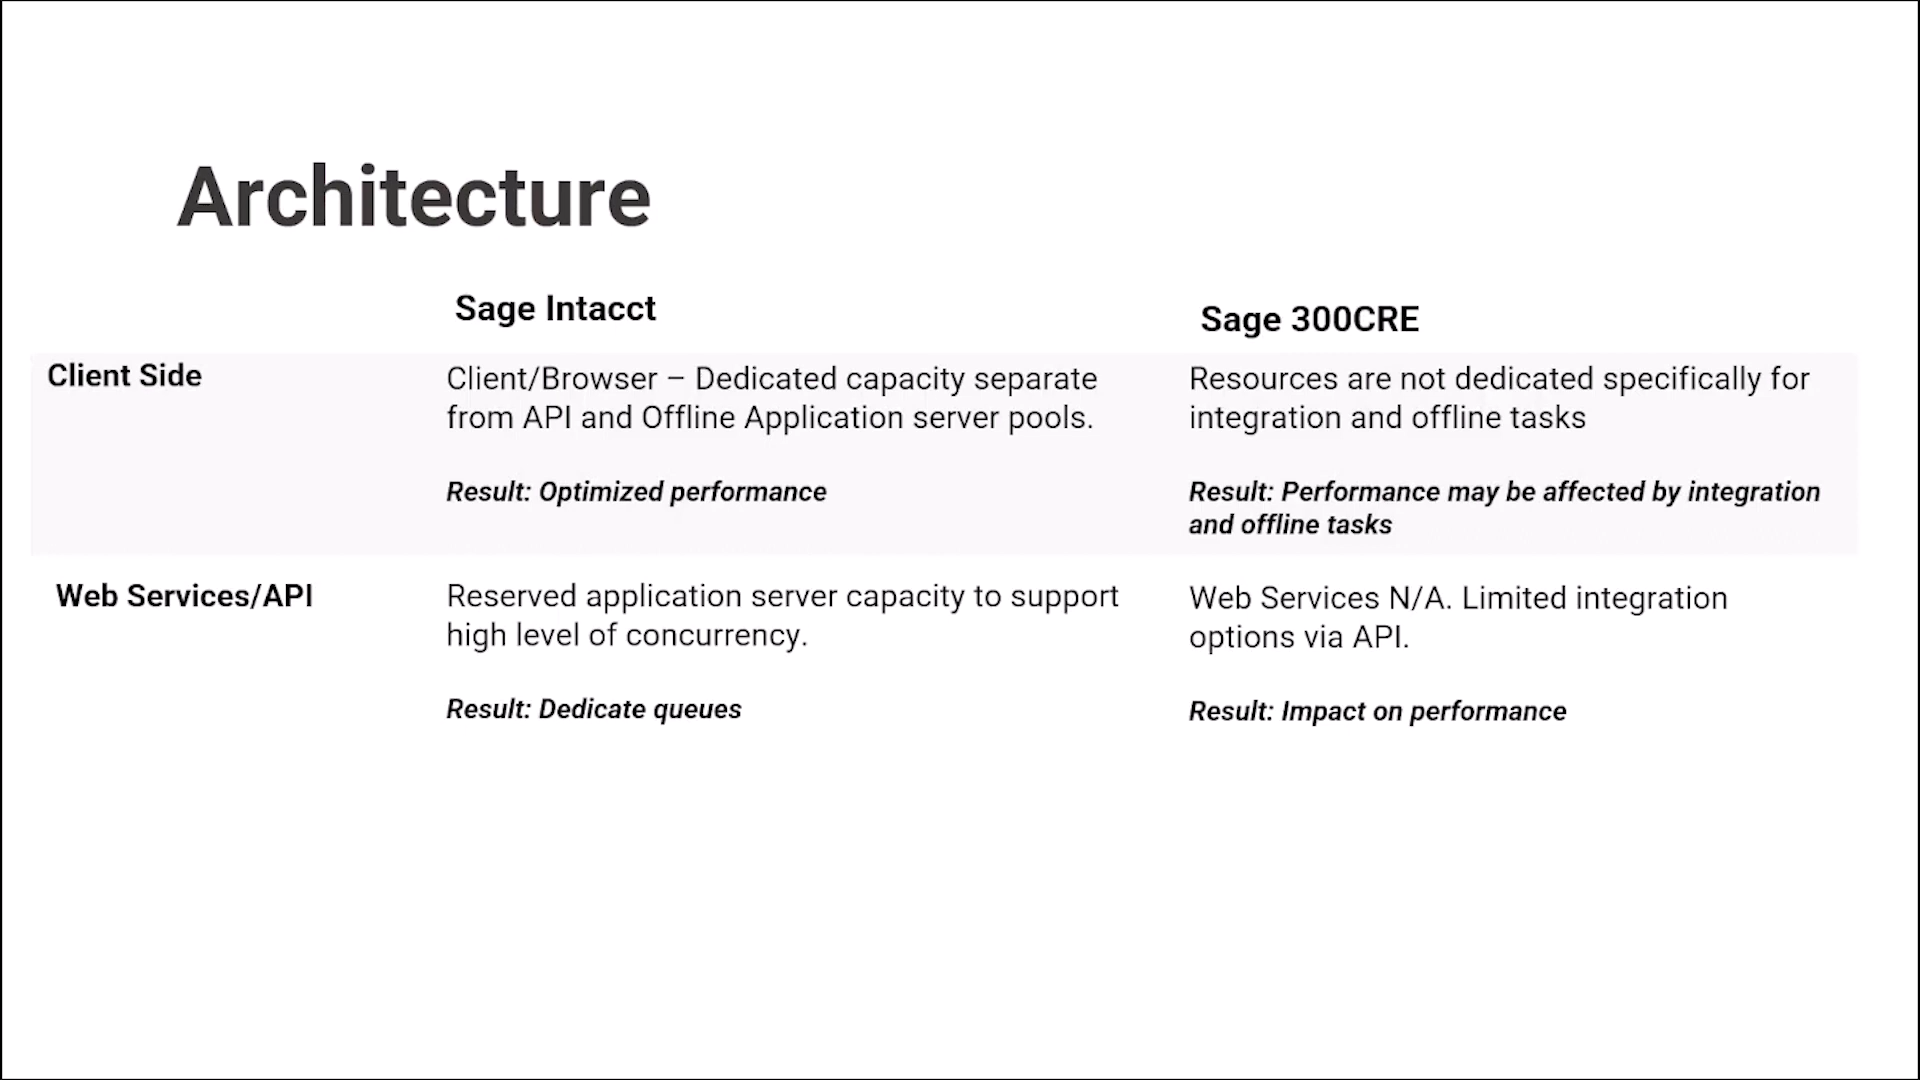 Architecture
Sage Intacct
Sage 300CRE
Client Side
Client/Browser – Dedicated capacity separate
from API and Offline Application server pools.
Result: Optimized performance
Resources are not dedicated specifically for
integration and offline tasks
Result: Performance may be affected by integration
and offline tasks
Web Services/API
Reserved application server capacity to support
high level of concurrency.
Result: Dedicate queues
Web Services N/A. Limited integration
options via API.
Result: Impact on performance